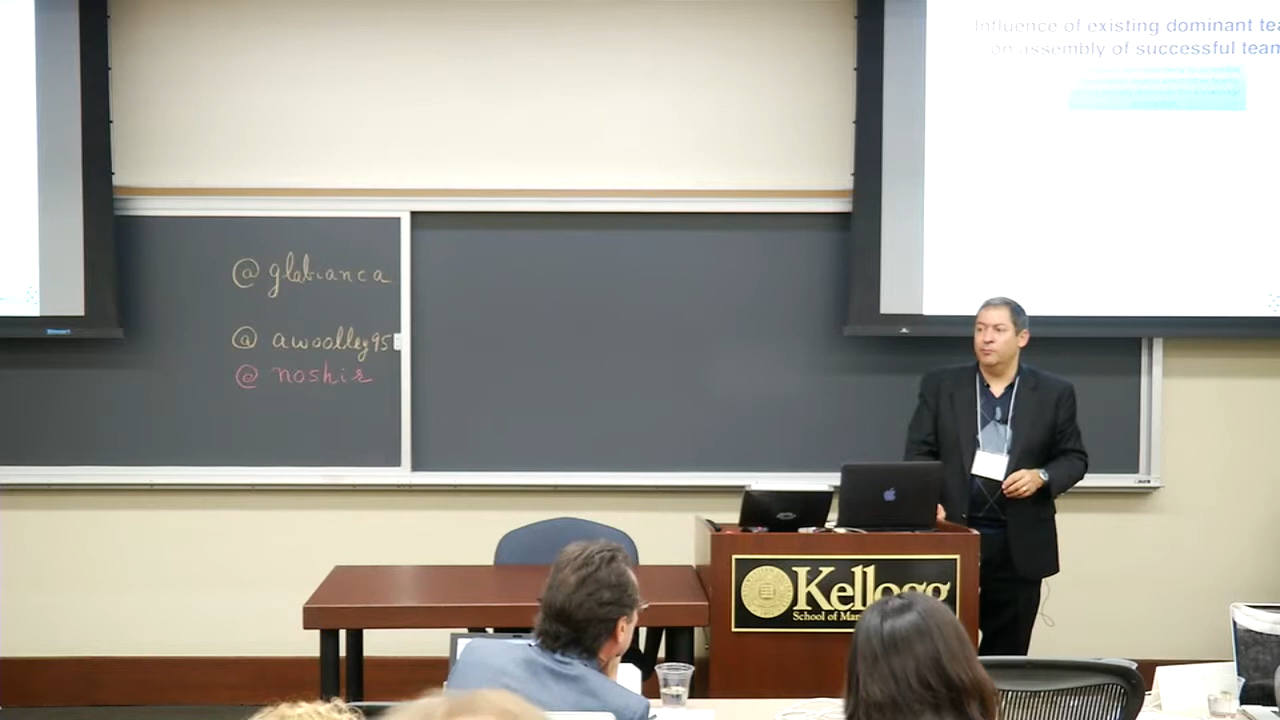 Influence of existing dominant tea
on assembly of successful team
@glabianca
@awoolley95
@noshir
Kellogg
School of Man